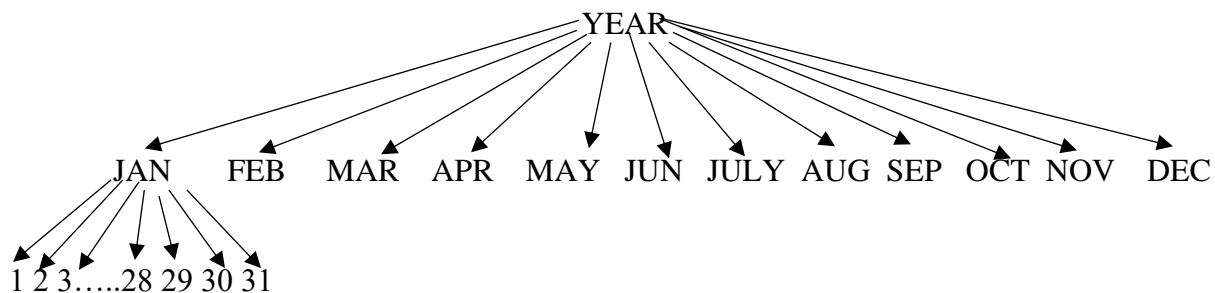 YEAR
JAN FEB MAR APR MAY JUN JULY AUG SEP OCT NOV DEC
1 2 3…..28 29 30 31